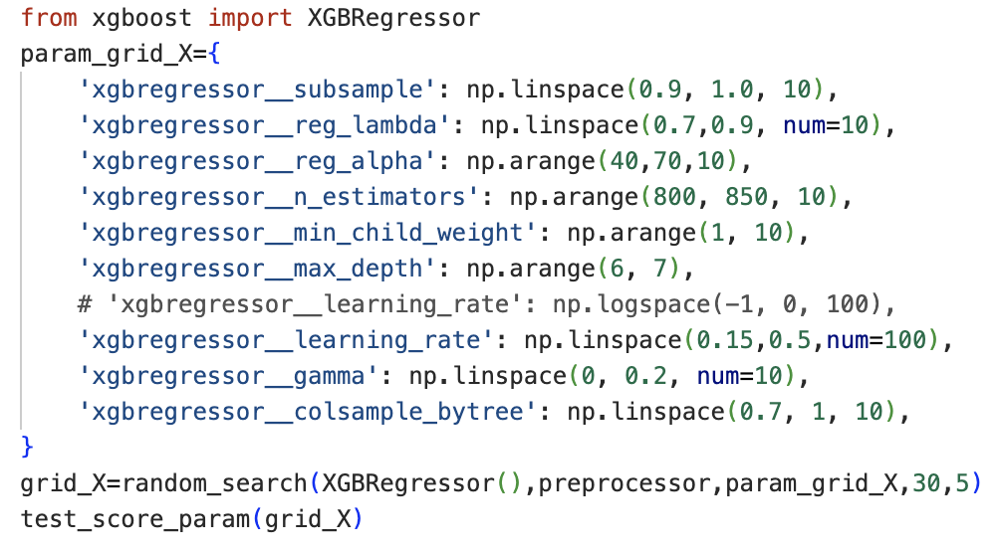 from xgboost import XGBRegressor
param_grid_X={
    'xgbregressor__subsample': np.linspace(0.9, 1.0, 10),
    'xgbregressor__reg_lambda': np.linspace(0.7,0.9, num=10),
    'xgbregressor__reg_alpha': np.arange(40,70,10),
    'xgbregressor__n_estimators': np.arange(800, 850, 10),
    'xgbregressor__min_child_weight': np.arange(1, 10),
    'xgbregressor__max_depth': np.arange(6, 7),
    # 'xgbregressor__learning_rate': np.logspace(-1, 0, 100),
    'xgbregressor__learning_rate': np.linspace(0.15,0.5,num=100),
    'xgbregressor__gamma': np.linspace(0, 0.2, num=10),
    'xgbregressor__colsample_bytree': np.linspace(0.7, 1, 10),
}
grid_X=random_search(XGBRegressor(),preprocessor,param_grid_X,30,5)
test_score_param(grid_X)